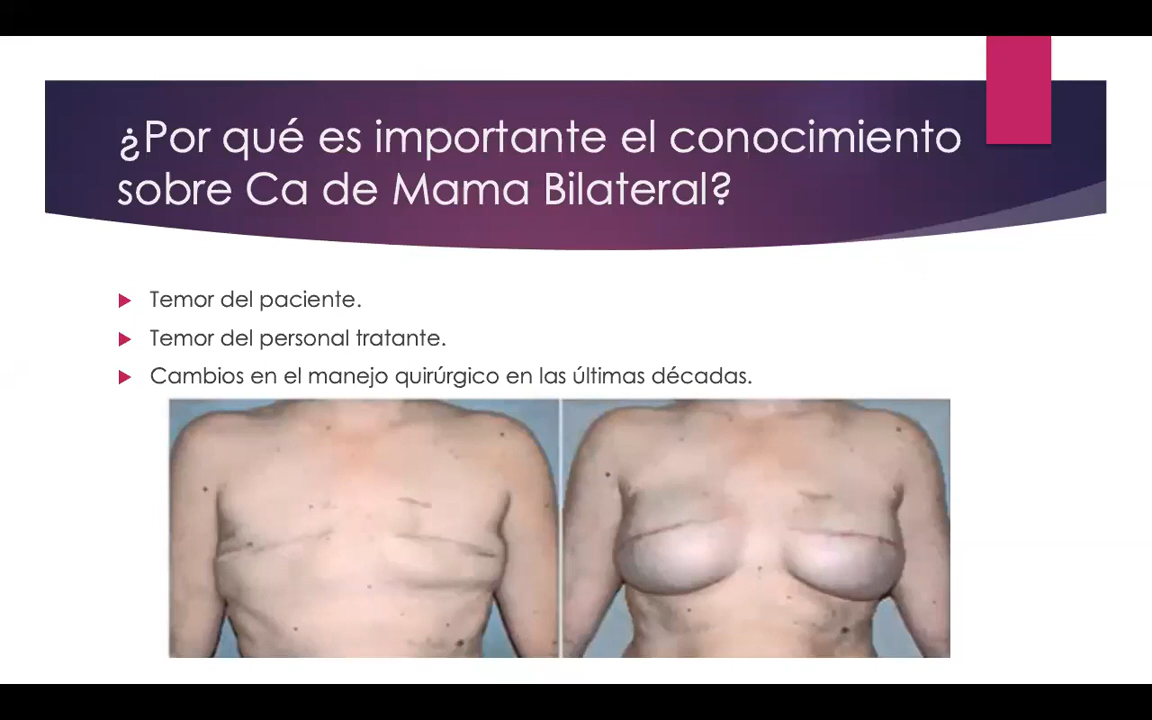 ¿Por qué es importante el conocimiento
sobre Ca de Mama Bilateral?
Temor del paciente.
Temor del personal tratante.
Cambios en el manejo quirúrgico en las últimas décadas.